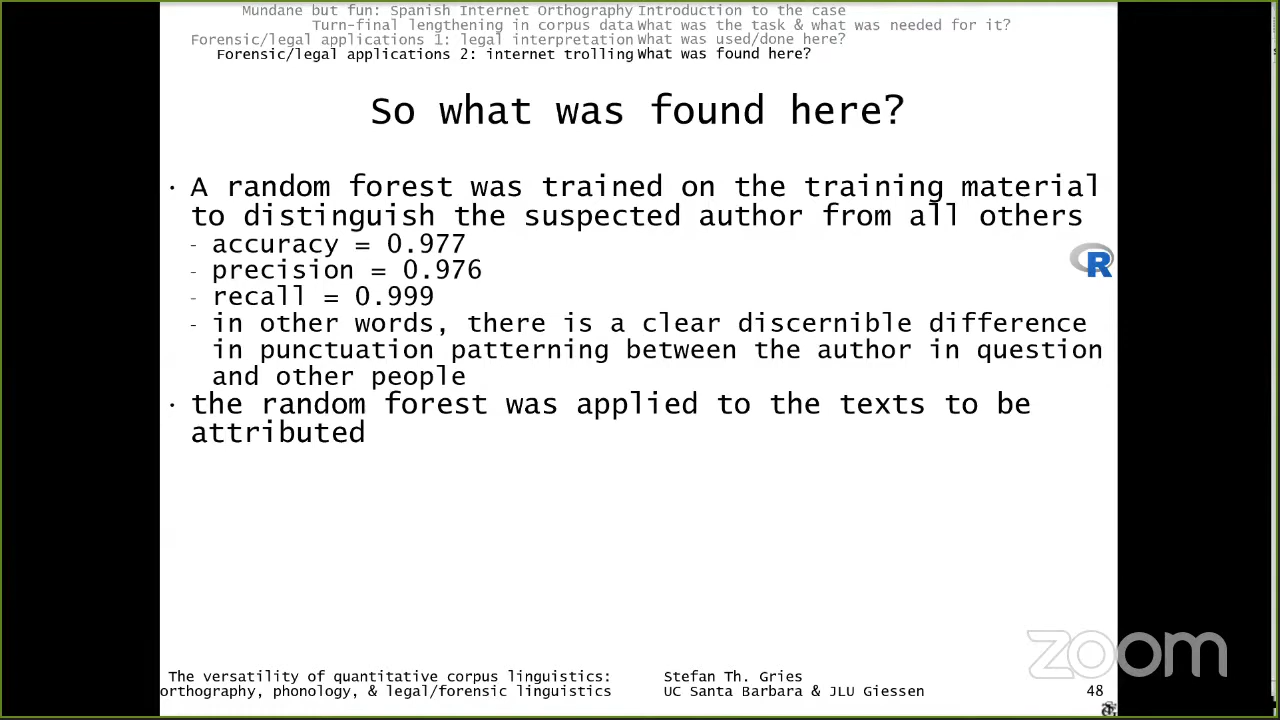 Mundane but fun: Spanish Internet Orthography Introduction to the case
Turn-final lengthening in corpus data What was the task & what was needed for it?
Forensic/legal applications 1: legal interpretation What was used/done here?
Forensic/legal applications 2: internet trolling What was found here?
So what was found here?
· A random forest was trained on the training material
to distinguish the suspected author from all others
- accuracy = 0.977
- precision = 0.976
- recall = 0.999
- in other words, there is a clear discernible difference
in punctuation patterning between the author in question
and other people
· the random forest was applied to the texts to be
attributed
R
zoom
The versatility of quantitative corpus linguistics: Stefan Th. Gries
orthography, phonology, & legal/forensic linguistics UC Santa Barbara & JLU Giessen 48